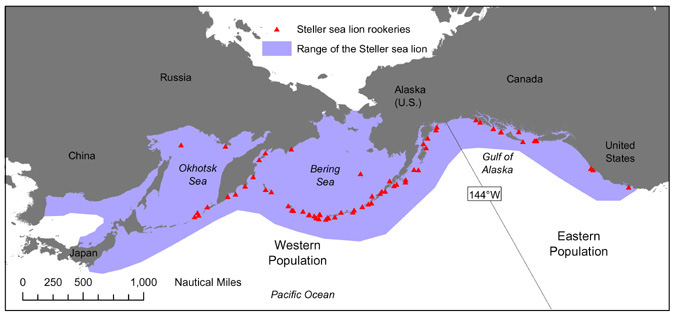 Steller sea lion rookeries
Range of the Steller sea lion
Russia
Canada
Alaska
(U.S.)
China
Okhotsk
Sea
Bering
Sea
United
States
Gulf of
Alaska
144°W
Japan
Western
Population
Eastern
Population
Nautical Miles
0 250 500 1,000
Pacific Ocean